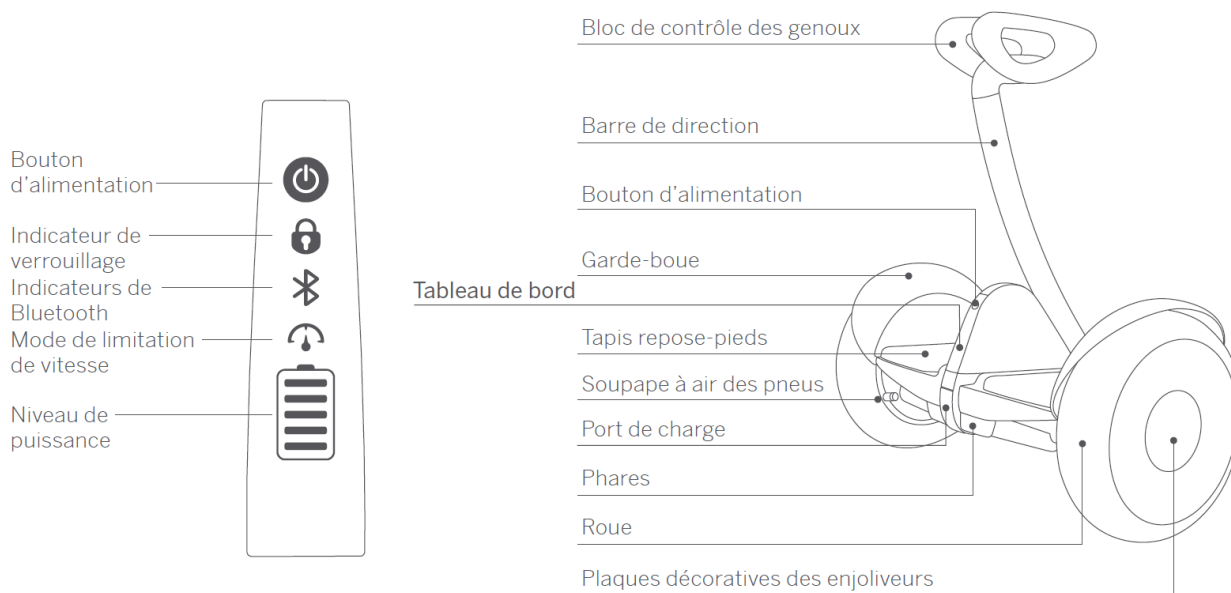 Bouton
d'alimentation
Indicateur de
verrouillage
Indicateurs de
Bluetooth
Mode de limitation
de vitesse
Niveau de
puissance
Bloc de contrôle des genoux
Barre de direction
Bouton d'alimentation
Garde-boue
Tableau de bord
Tapis repose-pieds
Soupape à air des pneus
Port de charge
Phares
Roue
Plaques décoratives des enjoliveurs